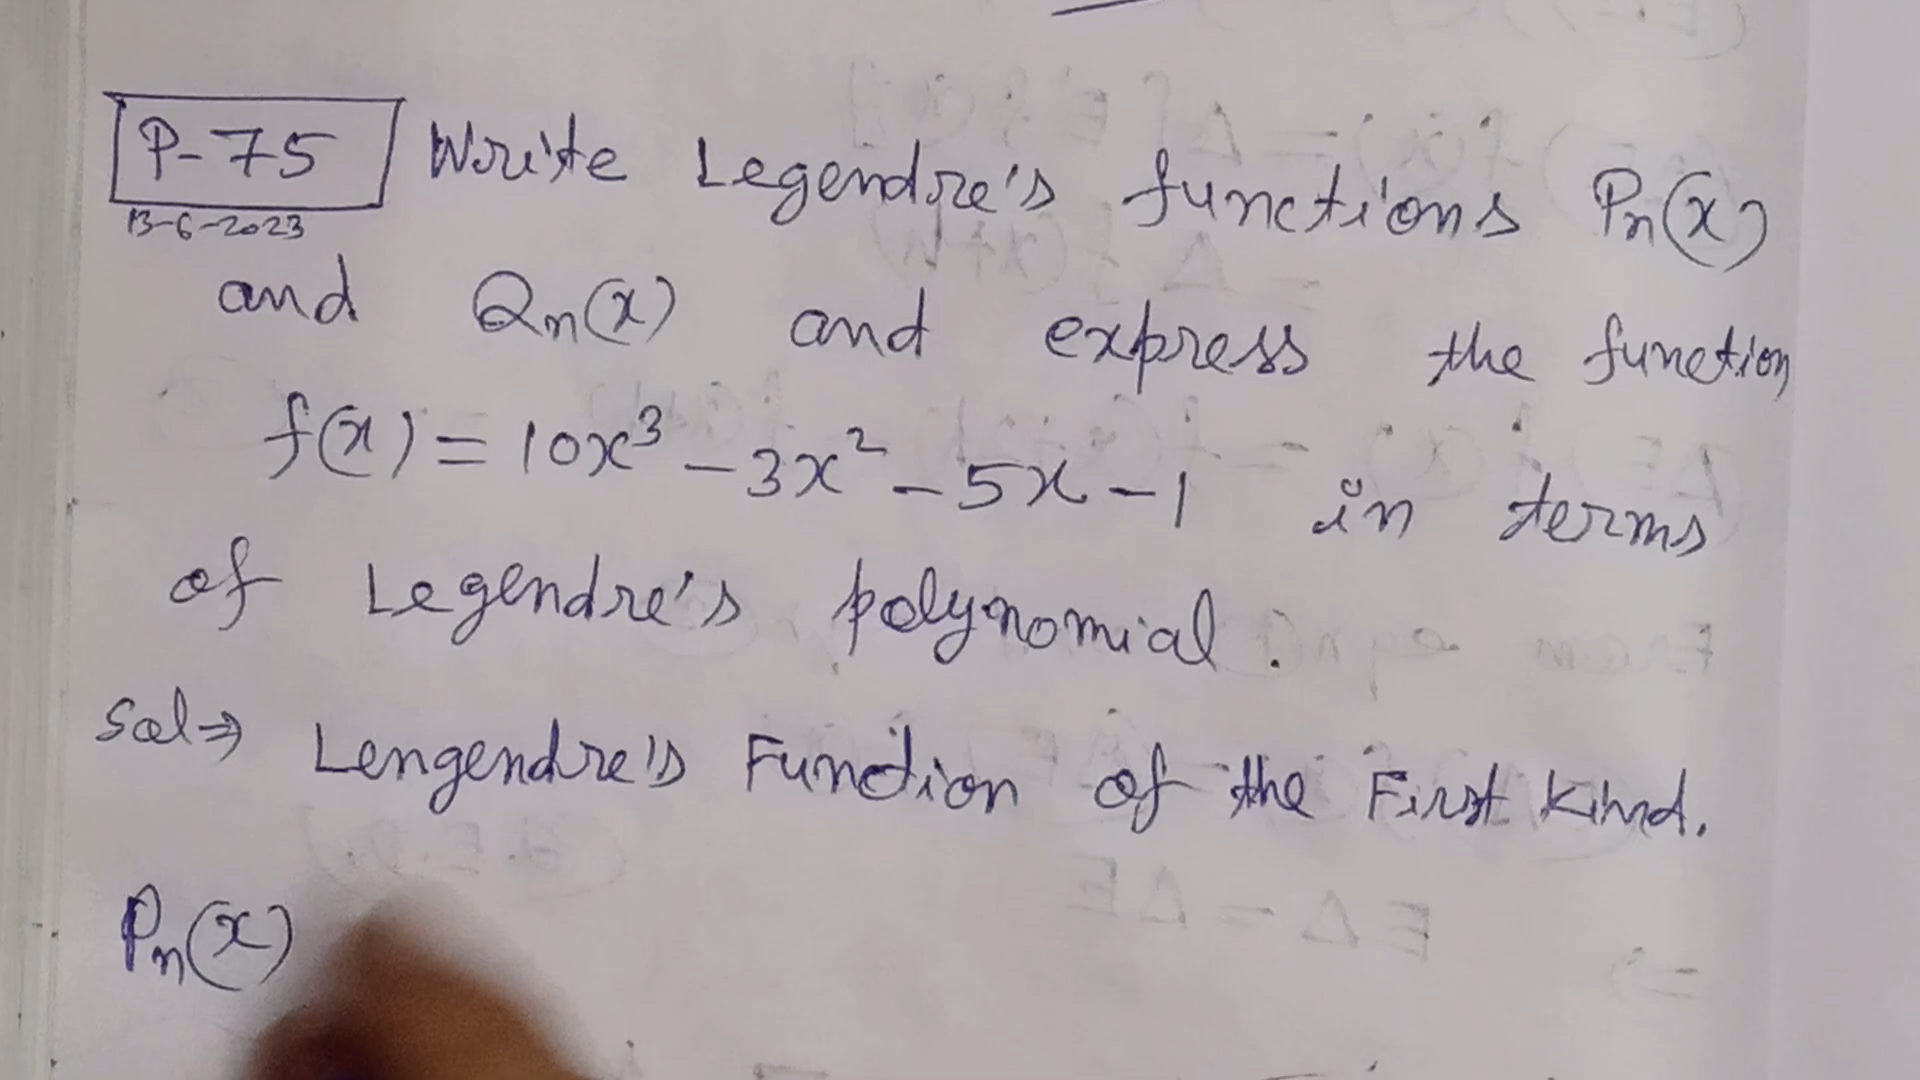 P-75 Write Legendre's functions Pn(x)
13-6-2023
and Qn(x) and express the function
f(x) = 10x³ - 3x² - 5x - 1 in terms
of Legendre's polynomial.
Sol⇒ Lengendre's Function of the First Kind.
Pn(x)